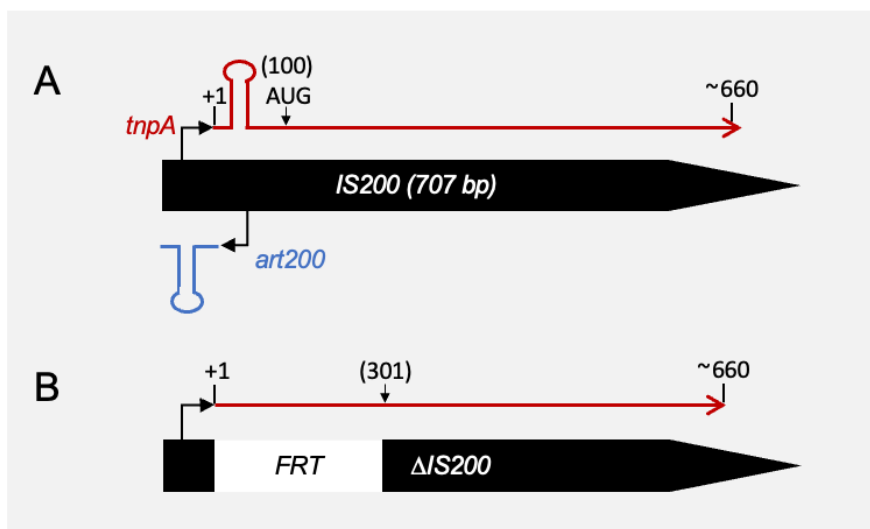 A
(100)
+1
AUG
~660
tnpA
IS200 (707 bp)
art200
B
+1
(301)
~660
FRT
ΔIS200